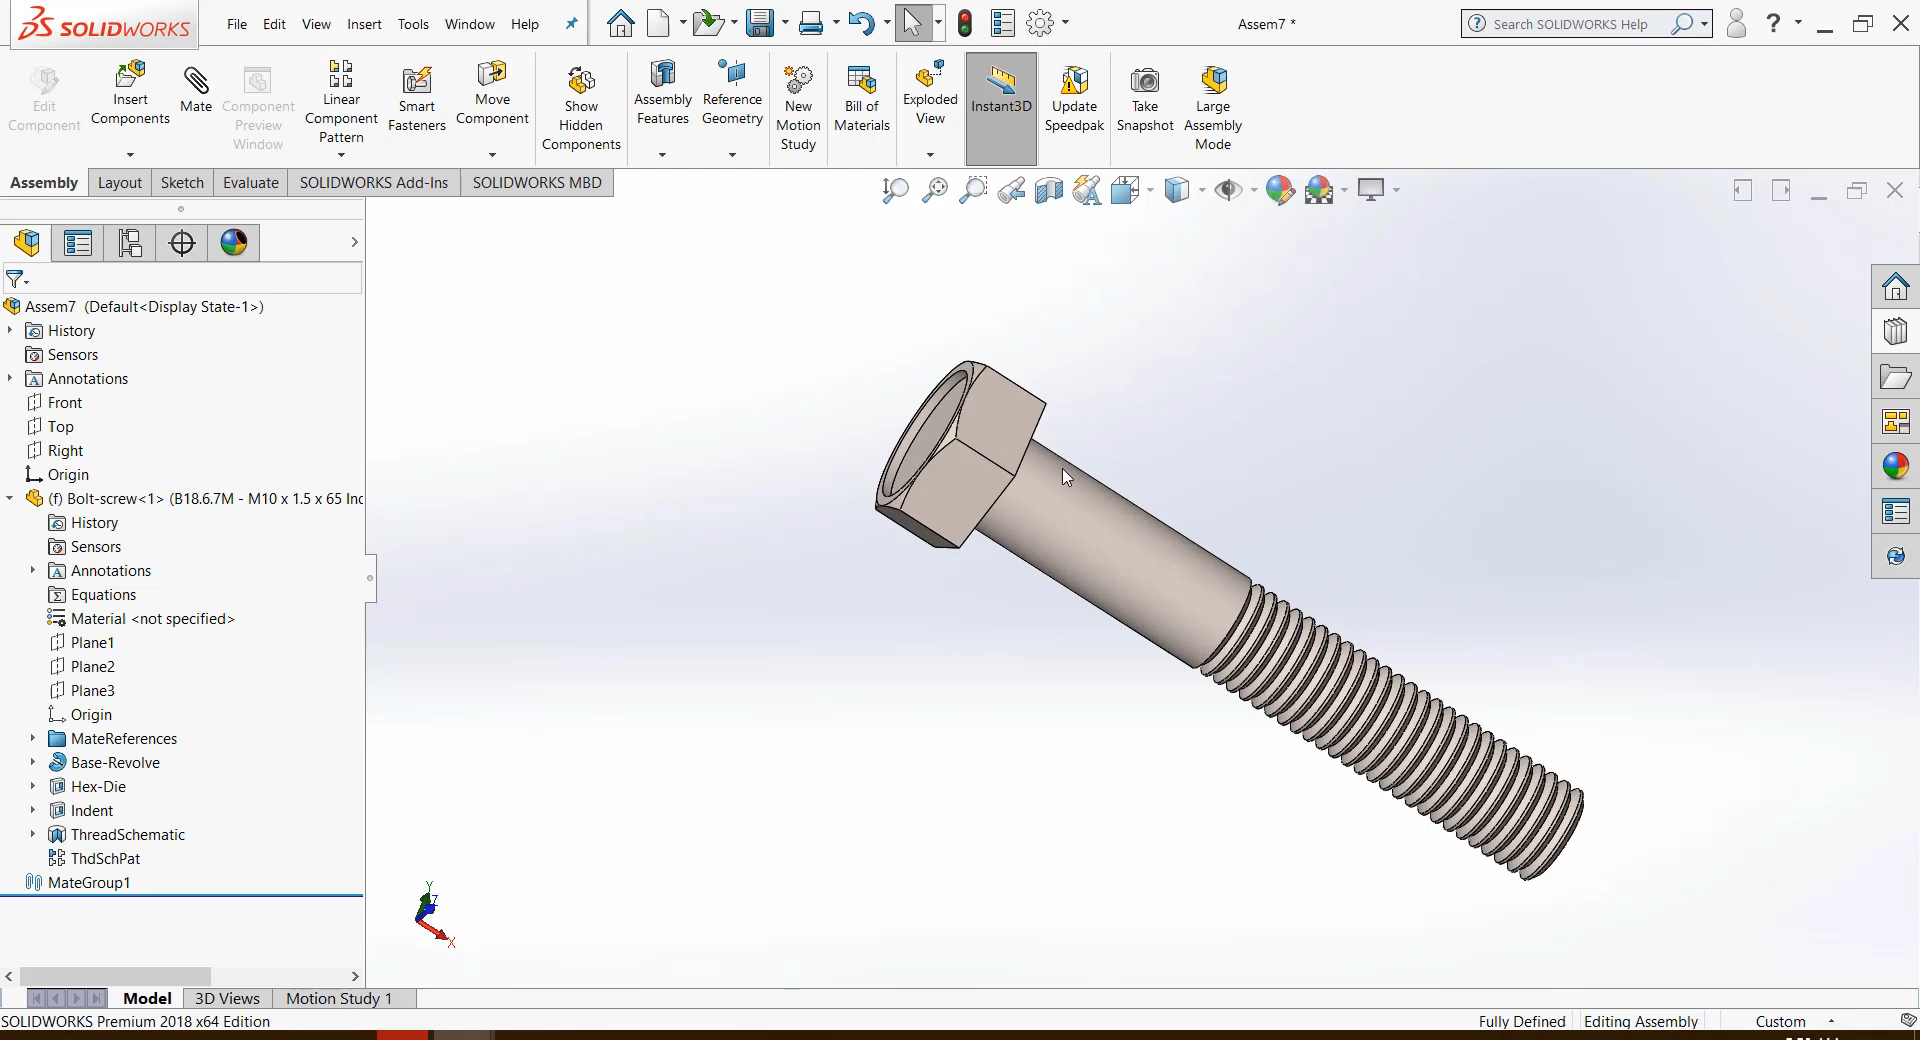 SOLIDWORKS
File Edit View Insert Tools Window Help
Assem7 *
Search SOLIDWORKS Help
?
Edit Component
Insert Components
Mate
Component Preview Window
Linear Component Pattern
Smart Fasteners
Move Component
Show Hidden Components
Assembly Features
Reference Geometry
New Motion Study
Bill of Materials
Exploded View
Instant3D
Update Speedpak
Take Snapshot
Large Assembly Mode
Assembly Layout Sketch Evaluate SOLIDWORKS Add-Ins SOLIDWORKS MBD
Assem7 (Default<Display State-1>)
History
Sensors
Annotations
Front
Top
Right
Origin
(f) Bolt-screw<1> (B18.6.7M - M10 x 1.5 x 65 Inc
History
Sensors
Annotations
Equations
Material <not specified>
Plane1
Plane2
Plane3
Origin
MateReferences
Base-Revolve
Hex-Die
Indent
ThreadSchematic
ThdSchPat
MateGroup1
Y
Z
X
Model 3D Views Motion Study 1
SOLIDWORKS Premium 2018 x64 Edition
Fully Defined Editing Assembly Custom